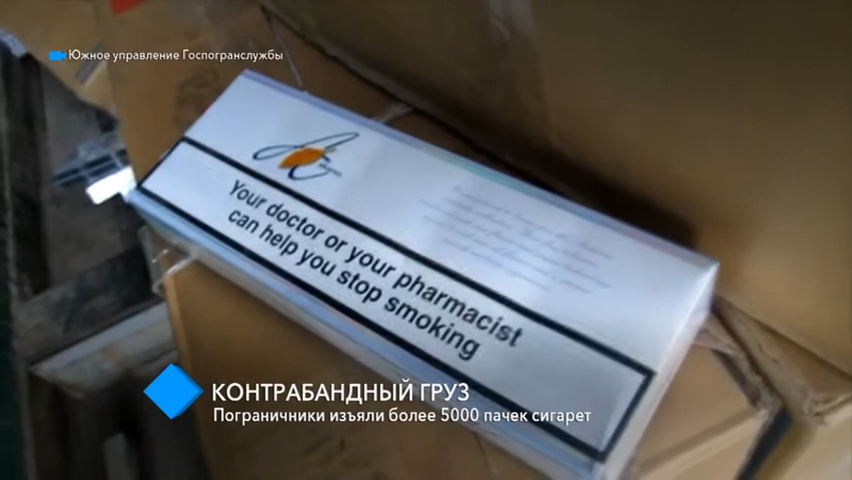 Южное управление Госпогранслужбы
Your doctor or your pharmacist
can help you stop smoking
КОНТРАБАНДНЫЙ ГРУЗ
Пограничники изъяли более 5000 пачек сигарет